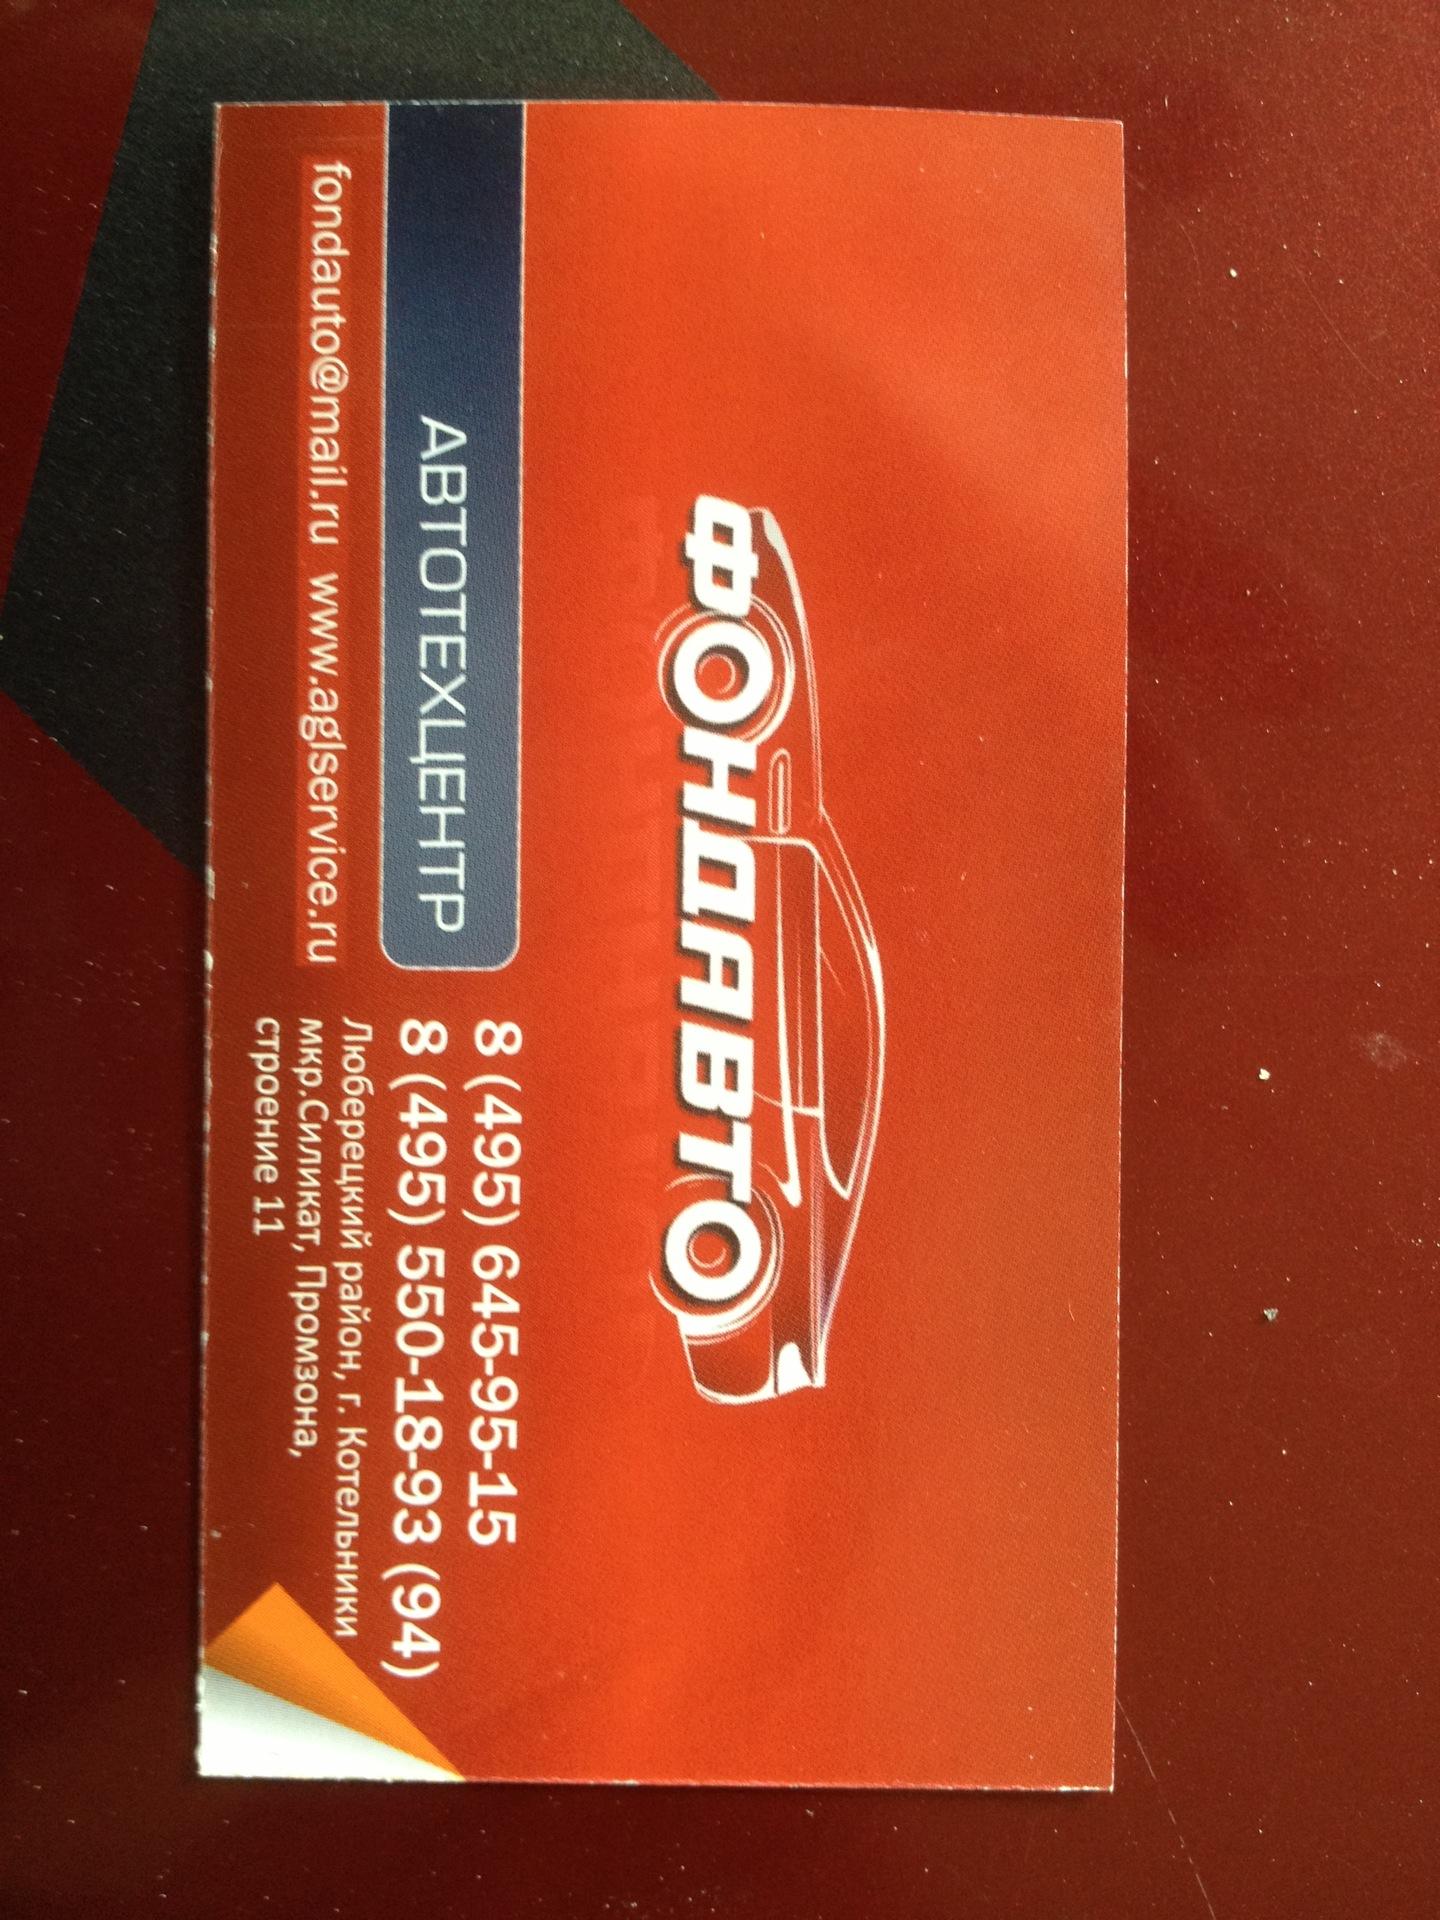 ФОНДАВТО
АВТОТЕХЦЕНТР
fondauto@mail.ru www.aglservice.ru
8 (495) 645-95-15
8 (495) 550-18-93 (94)
Люберецкий район, г. Котельники
мкр.Силикат, Промзона,
строение 11